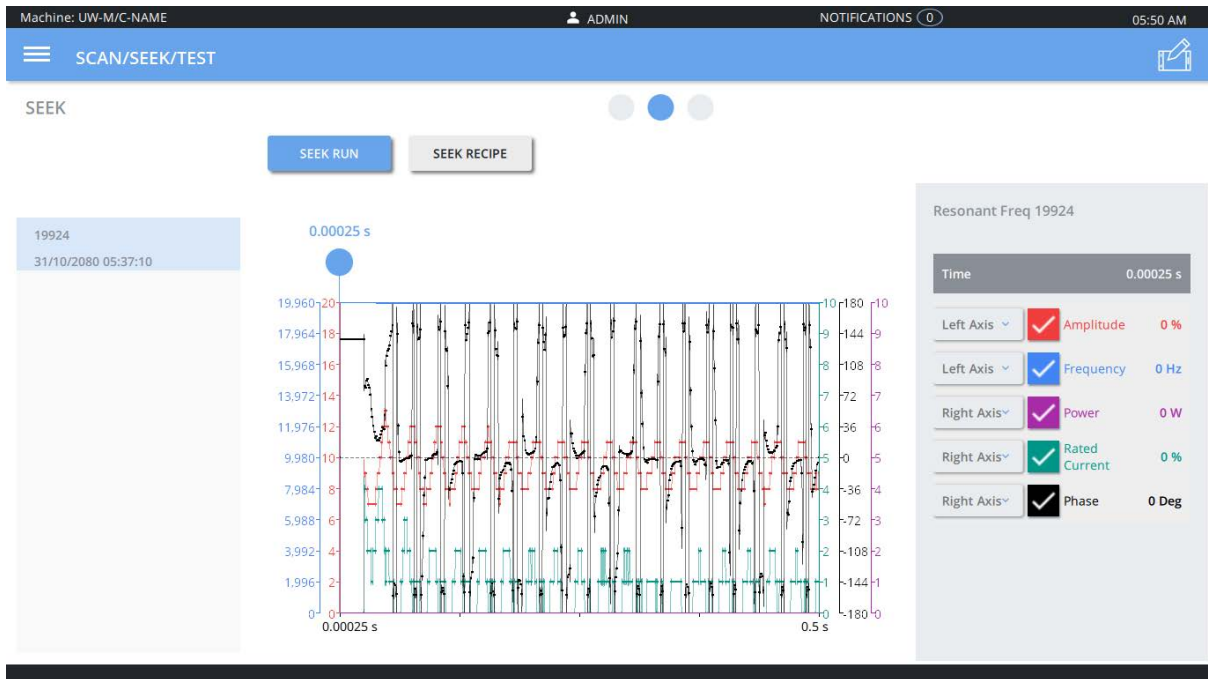 Machine: UW-M/C-NAME
ADMIN
NOTIFICATIONS 0
05:50 AM
SCAN/SEEK/TEST
SEEK
SEEK RUN
SEEK RECIPE
19924
31/10/2080 05:37:10
0.00025 s
19,960 20 10 180 10
17,964 18 9 144 9
15,968 16 8 108 8
13,972 14 7 72 7
11,976 12 6 36 6
9,980 10 5 0 5
7,984 8 4 -36 4
5,988 6 3 -72 3
3,992 4 2 -108 2
1,996 2 1 -144 1
0 0 0 -180 0
0.00025 s 0.5 s
Resonant Freq 19924
Time 0.00025 s
Left Axis Amplitude 0 %
Left Axis Frequency 0 Hz
Right Axis Power 0 W
Right Axis Rated Current 0 %
Right Axis Phase 0 Deg